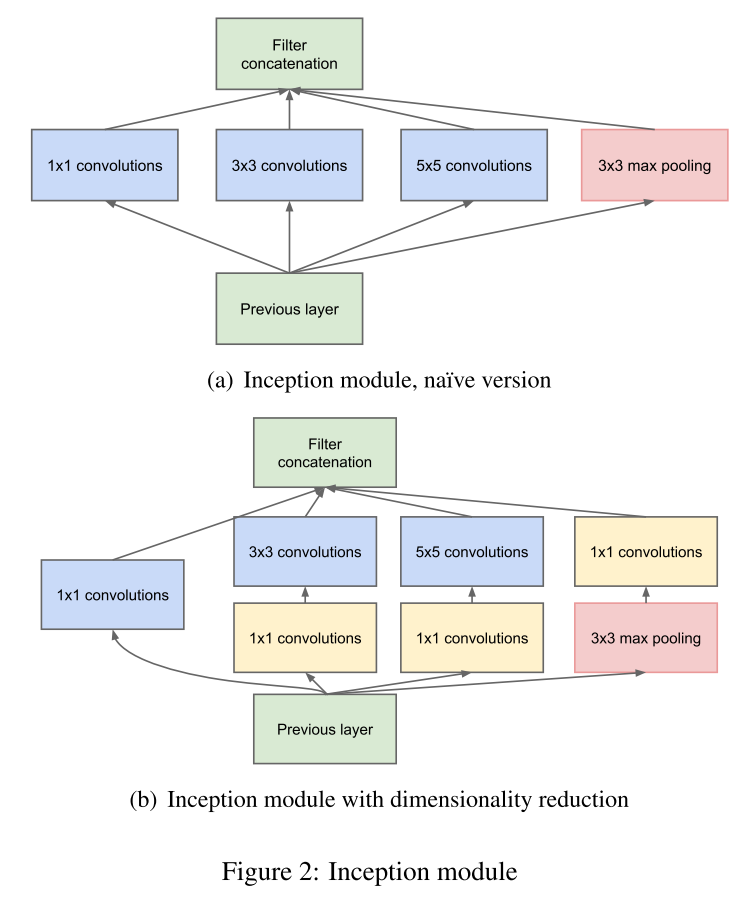 Filter
concatenation
1x1 convolutions
3x3 convolutions
5x5 convolutions
3x3 max pooling
Previous layer
(a) Inception module, naïve version
Filter
concatenation
3x3 convolutions
5x5 convolutions
1x1 convolutions
1x1 convolutions
1x1 convolutions
1x1 convolutions
3x3 max pooling
Previous layer
(b) Inception module with dimensionality reduction
Figure 2: Inception module